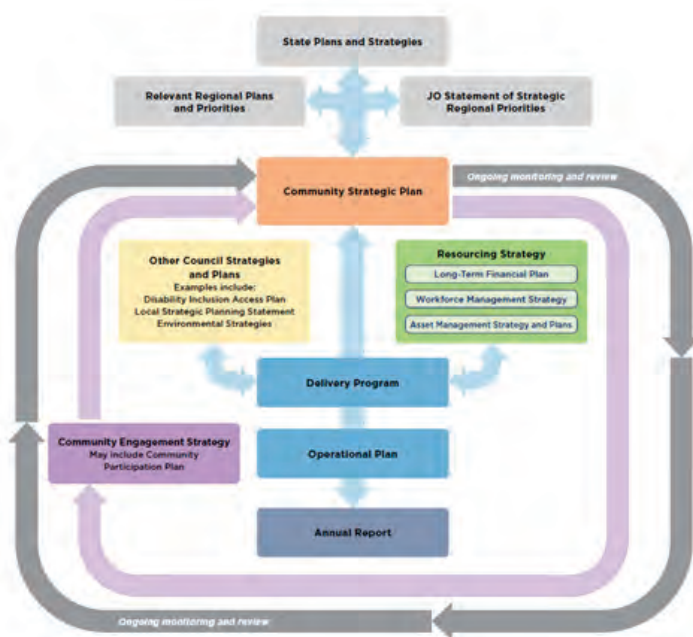 State Plans and Strategies
Relevant Regional Plans
and Priorities
JO Statement of Strategic
Regional Priorities
Community Strategic Plan
Ongoing monitoring and review
Other Council Strategies
and Plans
Examples include:
Disability Inclusion Access Plan
Local Strategic Planning Statement
Environmental Strategies
Resourcing Strategy
Long-Term Financial Plan
Workforce Management Strategy
Asset Management Strategy and Plans
Delivery Program
Community Engagement Strategy
May include Community
Participation Plan
Operational Plan
Annual Report
Ongoing monitoring and review